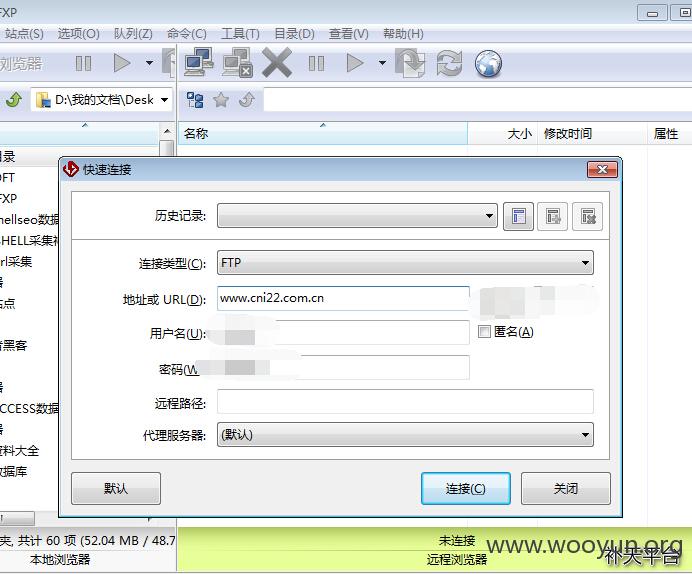 FXP
站点(S) 选项(O) 队列(Z) 命令(C) 工具(T) 目录(D) 查看(V) 帮助(H)
浏览器
D:\我的文档\Desk
名称 大小 修改时间 属性
快速连接
历史记录:
连接类型(C): FTP
地址或 URL(D): www.cni22.com.cn
用户名(U):
匿名(A)
密码(W
远程路径:
代理服务器: (默认)
默认 连接(C) 关闭
录
FT
FXP
hellseo数据
SHELL采集
rl采集
器
站点
黑客
器
CCESS数据
器
资料大全
数据库
夹, 共计 60 项 (52.04 MB / 48.7
本地浏览器
未连接
远程浏览器
www.wooyun.org
补天平台